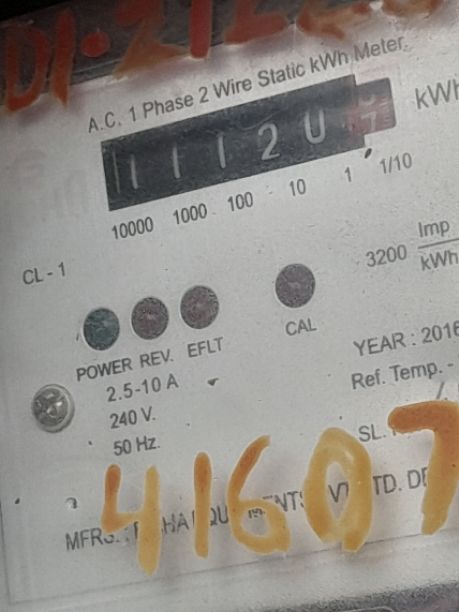 A.C. 1 Phase 2 Wire Static kWh Meter
1 1 1 2 0
kWh
10000 1000 100 10 1 1/10
CL - 1
3200 Imp
kWh
CAL
POWER REV. EFLT
YEAR : 2016
2.5-10 A
Ref. Temp. -
240 V.
50 Hz.
SL.
41607
TD.